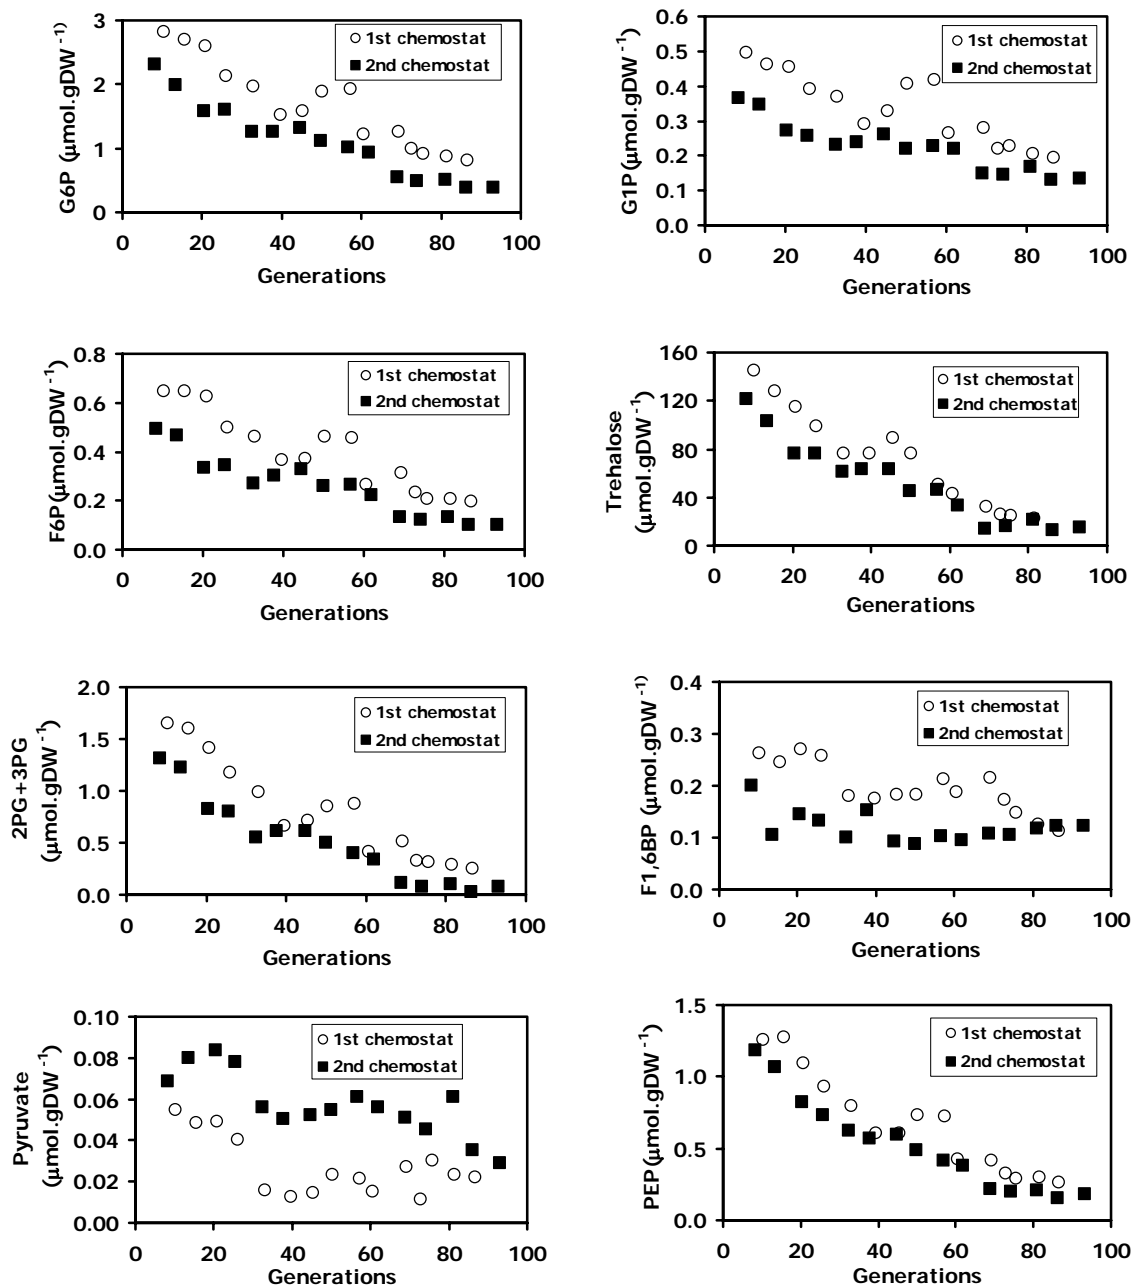 3
2
1
0
G6P (µmol.gDW⁻¹)
1st chemostat
2nd chemostat
0 20 40 60 80 100
Generations
0.6
0.5
0.4
0.3
0.2
0.1
0.0
G1P (µmol.gDW⁻¹)
1st chemostat
2nd chemostat
0 20 40 60 80 100
Generations
0.8
0.6
0.4
0.2
0.0
F6P (µmol.gDW⁻¹)
1st chemostat
2nd chemostat
0 20 40 60 80 100
Generations
160
120
80
40
0
Trehalose
(µmol.gDW⁻¹)
1st chemostat
2nd chemostat
0 20 40 60 80 100
Generations
2.0
1.5
1.0
0.5
0.0
2PG+3PG
(µmol.gDW⁻¹)
1st chemostat
2nd chemostat
0 20 40 60 80 100
Generations
0.4
0.3
0.2
0.1
0.0
F1,6BP (µmol.gDW⁻¹)
1st chemostat
2nd chemostat
0 20 40 60 80 100
Generations
0.10
0.08
0.06
0.04
0.02
0.00
Pyruvate
(µmol.gDW⁻¹)
1st chemostat
2nd chemostat
0 20 40 60 80 100
Generations
1.5
1.0
0.5
0.0
PEP (µmol.gDW⁻¹)
1st chemostat
2nd chemostat
0 20 40 60 80 100
Generations